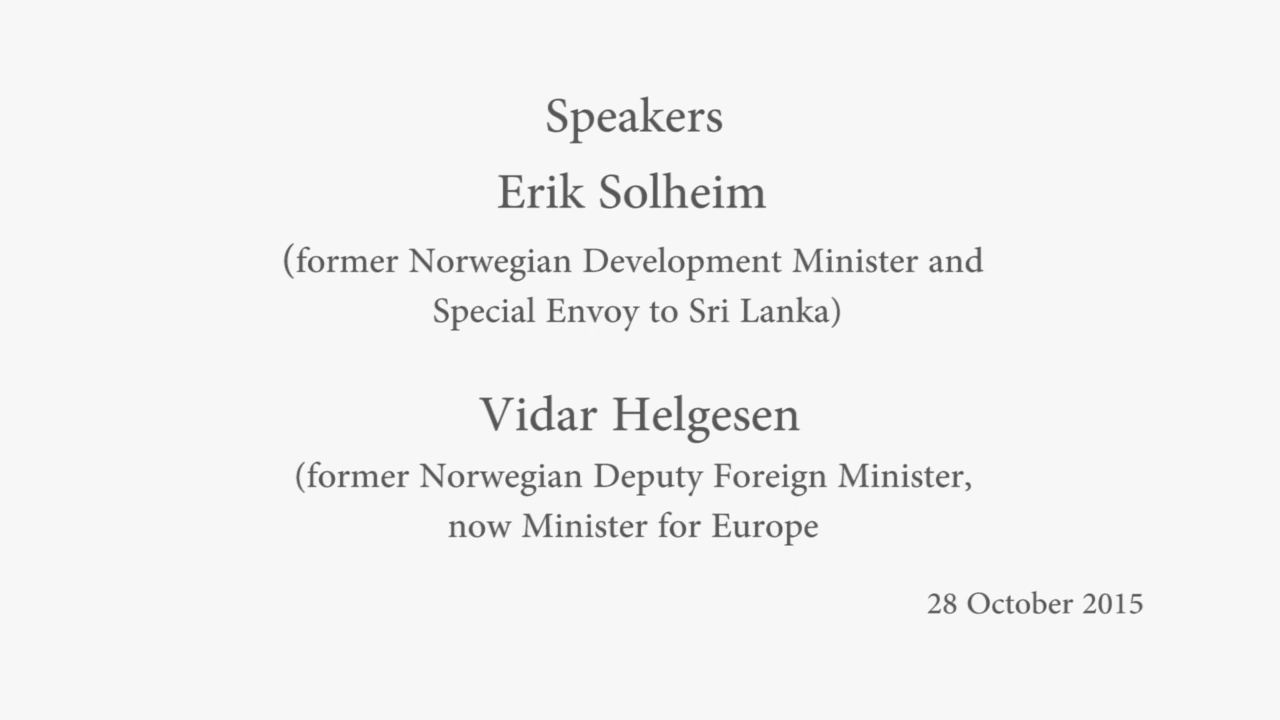 Speakers
Erik Solheim
(former Norwegian Development Minister and
Special Envoy to Sri Lanka)
Vidar Helgesen
(former Norwegian Deputy Foreign Minister,
now Minister for Europe
28 October 2015